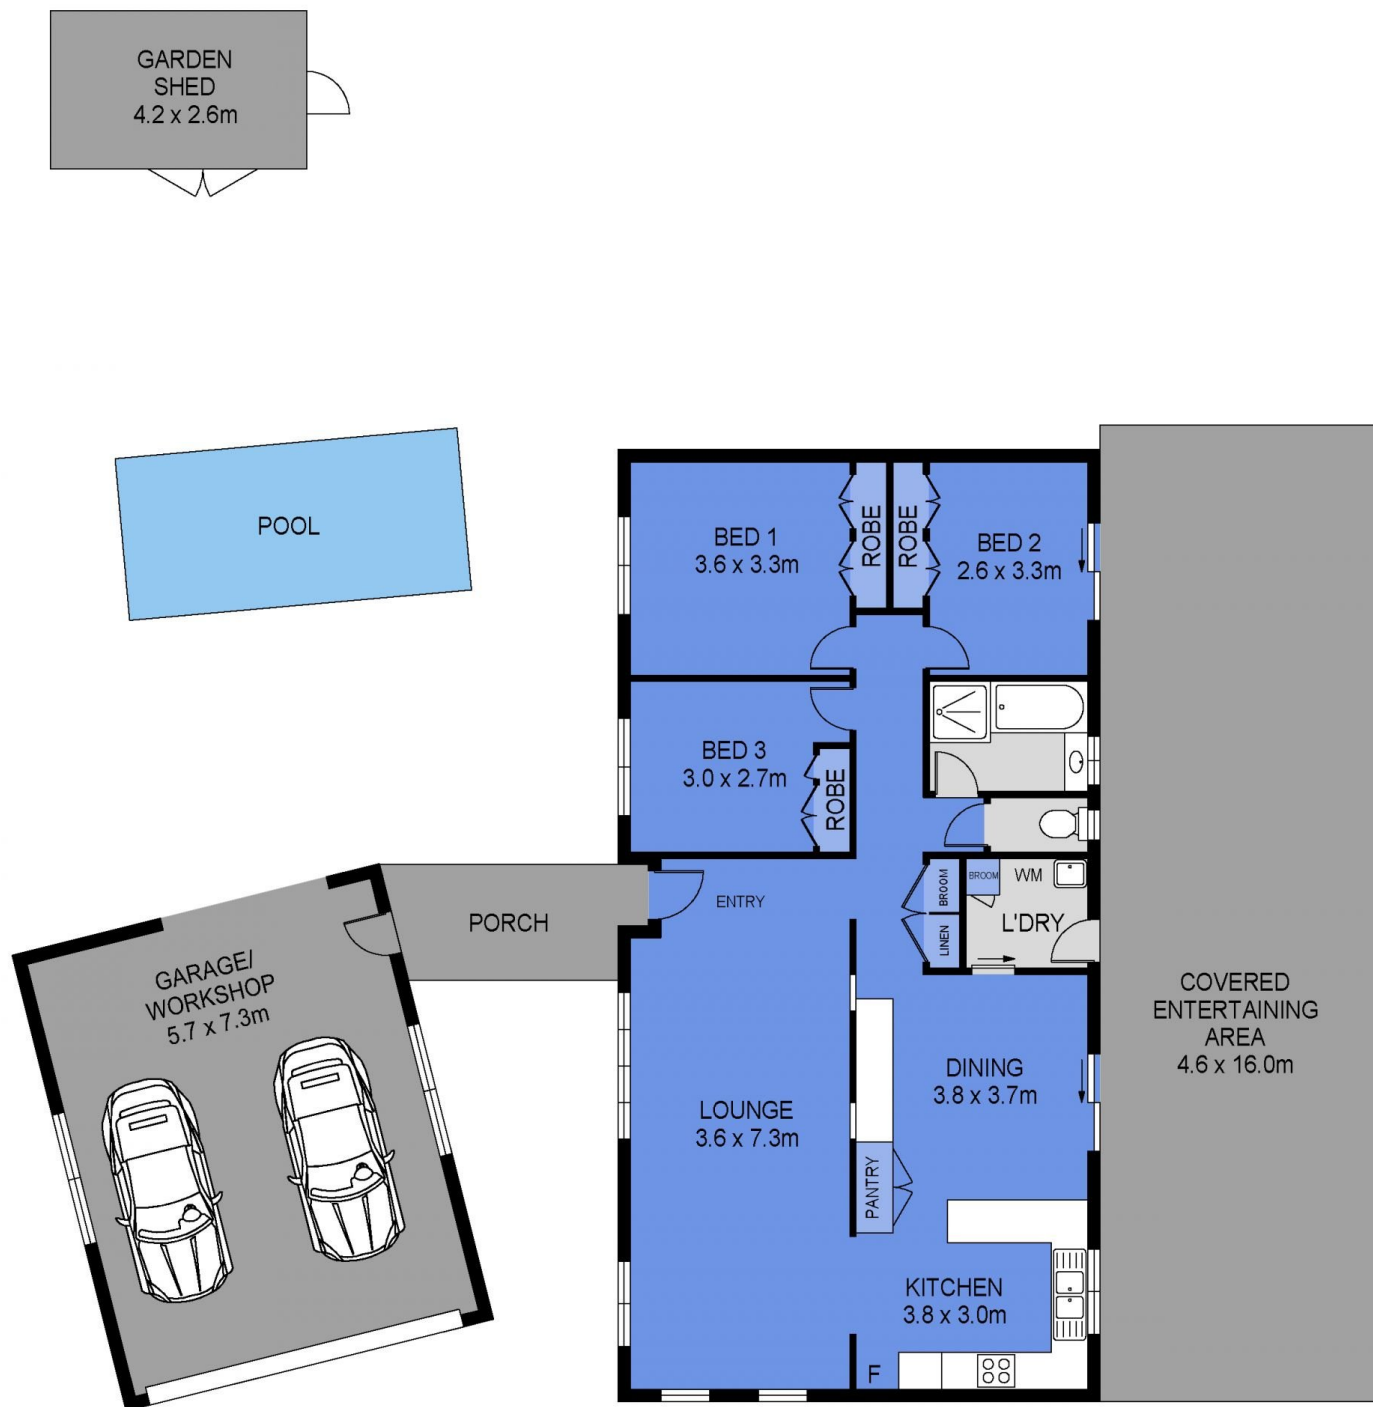 GARDEN
SHED
4.2 x 2.6m
POOL
BED 1
3.6 x 3.3m
ROBE
ROBE
BED 2
2.6 x 3.3m
BED 3
3.0 x 2.7m
ROBE
ENTRY
PORCH
BROOM
LINEN
BROOM
WM
L'DRY
GARAGE/
WORKSHOP
5.7 x 7.3m
COVERED
ENTERTAINING
AREA
4.6 x 16.0m
DINING
3.8 x 3.7m
LOUNGE
3.6 x 7.3m
PANTRY
KITCHEN
3.8 x 3.0m
F